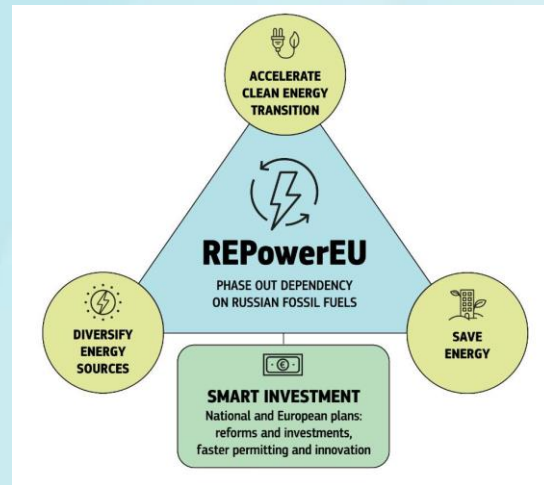 ACCELERATE
CLEAN ENERGY
TRANSITION
REPowerEU
PHASE OUT DEPENDENCY
ON RUSSIAN FOSSIL FUELS
DIVERSIFY
ENERGY
SOURCES
SAVE
ENERGY
€
SMART INVESTMENT
National and European plans:
reforms and investments,
faster permitting and innovation